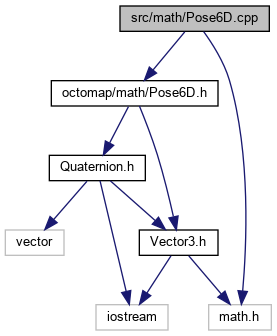 src/math/Pose6D.cpp
octomap/math/Pose6D.h
Quaternion.h
vector
Vector3.h
iostream
math.h